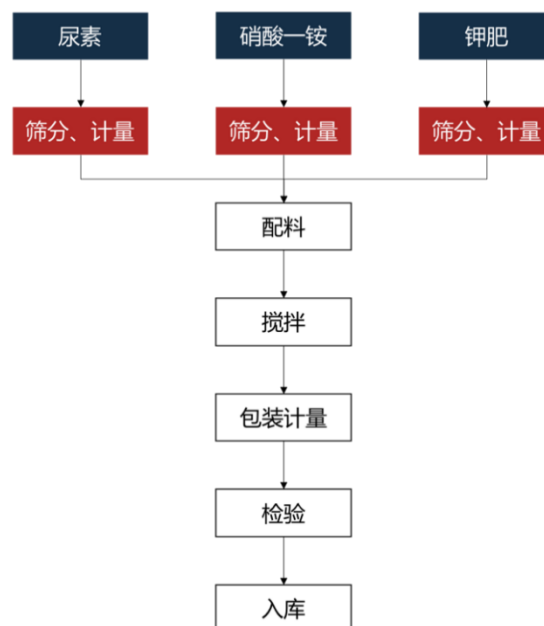 尿素
硝酸一铵
钾肥
筛分、计量
筛分、计量
筛分、计量
配料
搅拌
包装计量
检验
入库